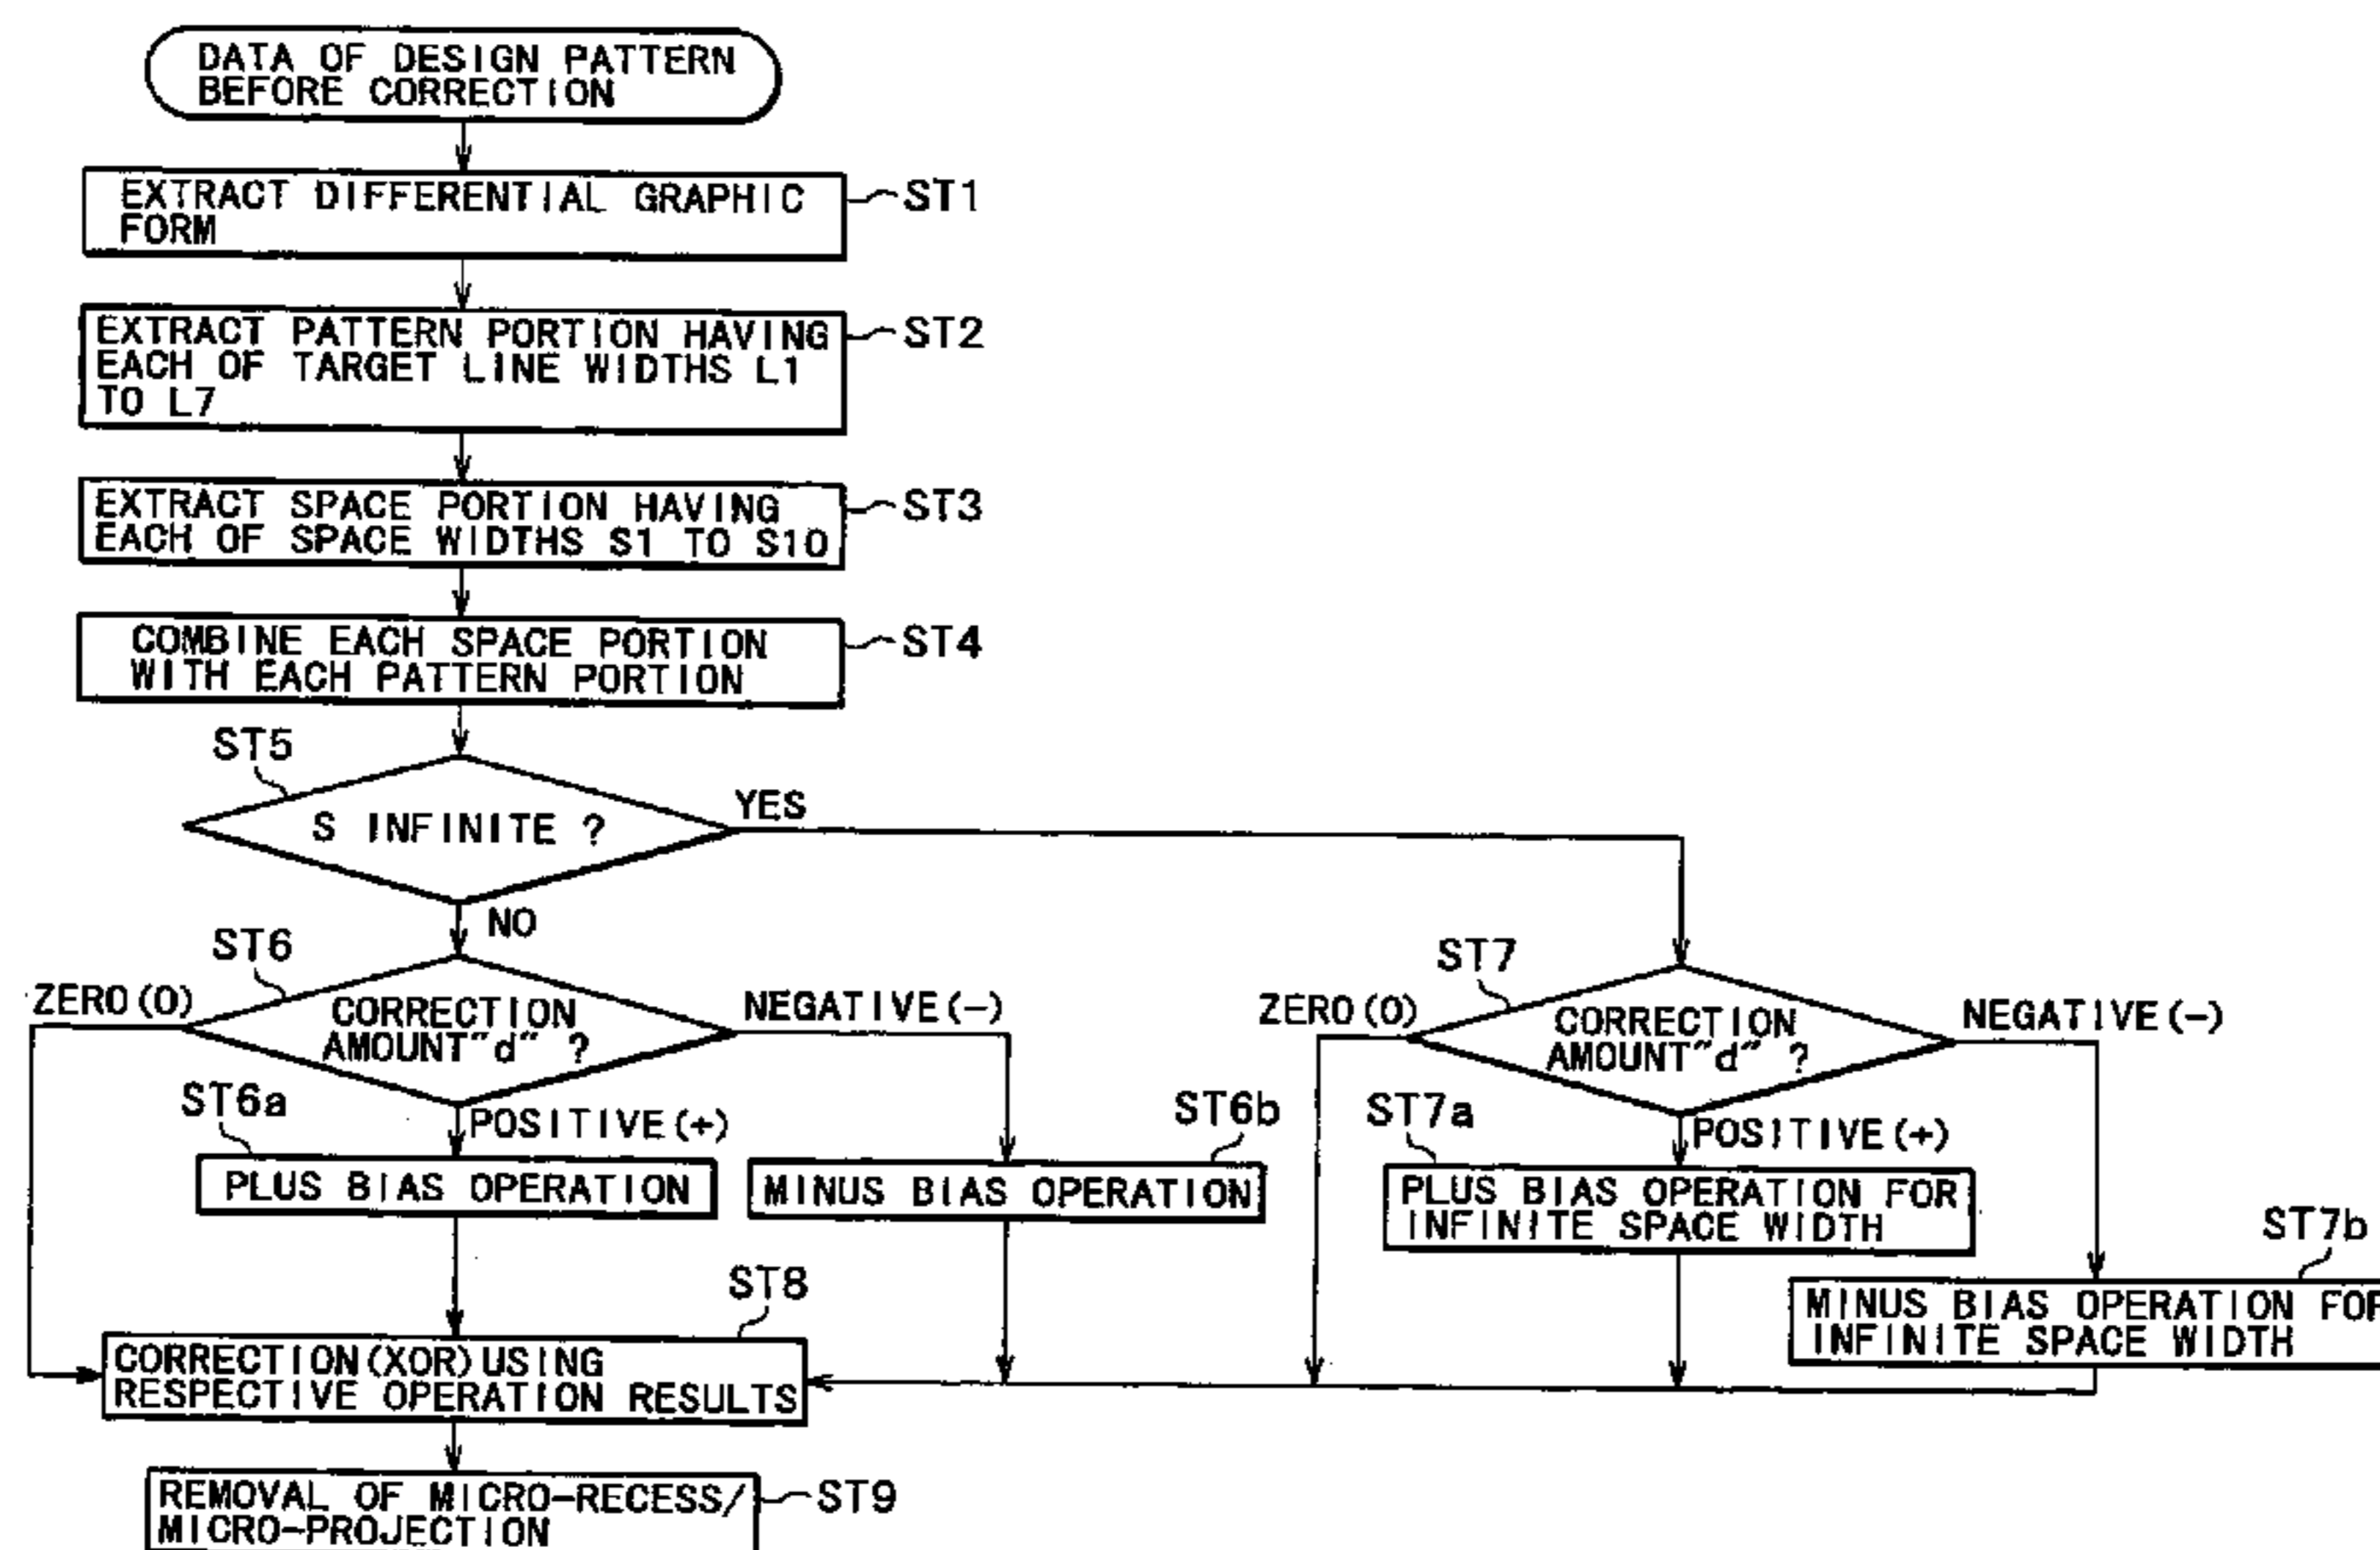 DATA OF DESIGN PATTERN
BEFORE CORRECTION
EXTRACT DIFFERENTIAL GRAPHIC
FORM
ST1
EXTRACT PATTERN PORTION HAVING
EACH OF TARGET LINE WIDTHS L1
TO L7
ST2
EXTRACT SPACE PORTION HAVING
EACH OF SPACE WIDTHS S1 TO S10
ST3
COMBINE EACH SPACE PORTION
WITH EACH PATTERN PORTION
ST4
ST5
S INFINITE ?
YES
NO
ST6
ZERO(0)
CORRECTION
AMOUNT"d" ?
NEGATIVE(-)
POSITIVE(+)
ST7
ZERO(0)
CORRECTION
AMOUNT"d" ?
NEGATIVE(-)
POSITIVE(+)
ST6a
PLUS BIAS OPERATION
ST6b
MINUS BIAS OPERATION
ST7a
PLUS BIAS OPERATION FOR
INFINITE SPACE WIDTH
ST7b
MINUS BIAS OPERATION FOR
INFINITE SPACE WIDTH
ST8
CORRECTION(XOR)USING
RESPECTIVE OPERATION RESULTS
REMOVAL OF MICRO-RECESS/
MICRO-PROJECTION
ST9